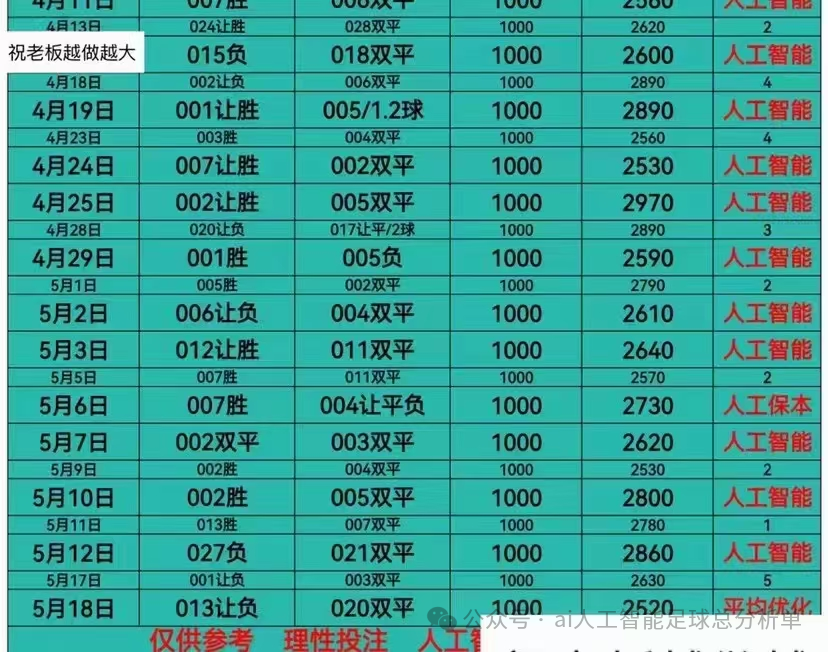 4月11日 007胜 006双平 1000 2560 人工智能
4月13日 024让胜 028双平 1000 2620 2
祝老板越做越大 015负 018双平 1000 2600 人工智能
4月18日 002让负 006双平 1000 2890 4
4月19日 001让胜 005/1.2球 1000 2890 人工智能
4月23日 003胜 004双平 1000 2560 4
4月24日 007让胜 002双平 1000 2530 人工智能
4月25日 002让胜 005双平 1000 2970 人工智能
4月28日 020让负 017让平/2球 1000 2890 3
4月29日 001胜 005负 1000 2590 人工智能
5月1日 005胜 002双平 1000 2790 2
5月2日 006让负 004双平 1000 2610 人工智能
5月3日 012让胜 011双平 1000 2640 人工智能
5月5日 007胜 011双平 1000 2570 2
5月6日 007胜 004让平负 1000 2730 人工保本
5月7日 002双平 003双平 1000 2620 人工智能
5月9日 002胜 004双平 1000 2530 2
5月10日 002胜 005双平 1000 2800 人工智能
5月11日 013胜 007双平 1000 2780 1
5月12日 027负 021双平 1000 2860 人工智能
5月17日 001让负 003双平 1000 2630 5
5月18日 013让负 020双平 1000 2520 平均优化
公众号·ai人工智能足球总分析单
仅供参考 理性投注 人工